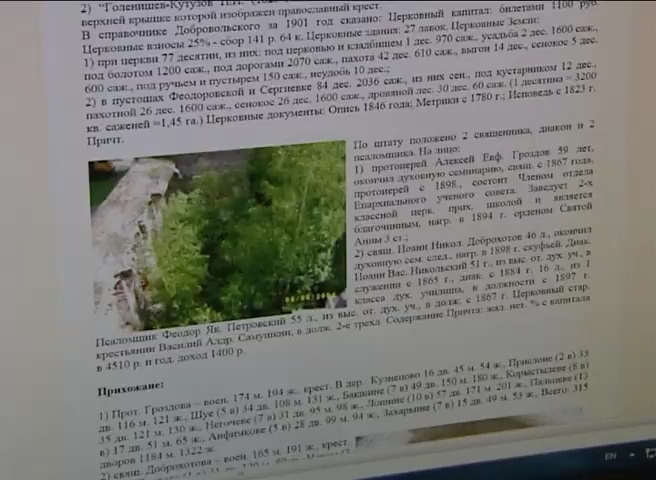 2) "Голенищев-Кутузов П.И.
верхней крышке которой изображен православный крест.
В справочнике Добровольского за 1901 год сказано: Церковный капитал: билетами 1100 руб.
Церковные взносы 25% - сбор 141 р. 64 к. Церковные здания: 27 лавок. Церковные Земли:
1) при церкви 77 десятин, из них: под церковью и кладбищем 1 дес. 970 саж., усадьба 2 дес. 1600 саж.,
под болотом 1200 саж., под дорогами 2070 саж., пахота 42 дес. 610 саж., выгон 14 дес., сенокос 5 дес.
600 саж., под ручьем и пустырем 150 саж., неудобь 10 дес.;
2) в пустошах Феодоровской и Сергиевке 84 дес. 2036 саж., из них сен., под кустарником 12 дес.,
пахотной 26 дес. 1600 саж., сенокос 26 дес. 1600 саж., дровяной дес. 30 дес. 60 саж. (1 десятина = 3200
кв. саженей =1,45 га.) Церковные документы: Опись 1846 года; Метрики с 1780 г.; Исповедь с 1823 г.
Причт.
По штату положено 2 священника, диакон и 2
псаломщика. На лицо:
1) протоиерей Алексей Евф. Гроздов 59 лет,
окончил духовную семинарию, свящ. с 1867 года,
протоиерей с 1898, состоит Членом отдела
Епархиального ученого совета. Заведует 2-х
классной церк. прих. школой и является
благочинным, нагр. в 1894 г. орденом Святой
Анны 3 ст.;
2) свящ. Иоанн Никол. Доброхотов 46 л., окончил
духовную сем. след., нагр. в 1898 г. скуфьей. Диак.
Иоанн Вас. Никольский 51 г., из выс. от. дух. уч., в
служении с 1865 г., диак. с 1884 г. 16 л., из 1
класса дух. училища, в должности с 1897 г.
Псаломщик Феодор Як. Петровский 55 л., из выс. от. дух. уч., в долж. с 1867 г. Церковный стар.
крестьянин Василий Алдр. Самушкин, в долж. 2-е трехл. Содержание Причта: жал. нет. % с капитала
в 4510 р. и год. доход 1400 р.
Прихожане:
1) Прот. Гроздова – воен. 174 м. 194 ж., крест. В дер.: Кузнецово 16 дв. 45 м. 54 ж., Прислоне (2 в) 33
дв. 116 м. 121 ж., Шуе (5 в) 34 дв. 108 м. 131 ж., Бакшине (7 в) 49 дв. 150 м. 180 ж., Корыстылеве (8 в)
35 дв. 121 м. 130 ж., Негочеве (7 в) 31 дв. 95 м. 98 ж., Лошине (10 в) 57 дв. 171 м. 201 ж., Пальцеве (13
в) 17 дв. 51 м. 65 ж., Анфимкове (5 в) 28 дв. 99 м. 94 ж., Захарьине (7 в) 15 дв. 49 м. 53 ж., Всего: 315
дворов 1184 м. 1322 ж.
2) свящ. Доброхотова – воен. 165 м. 191 ж., крест.
EN